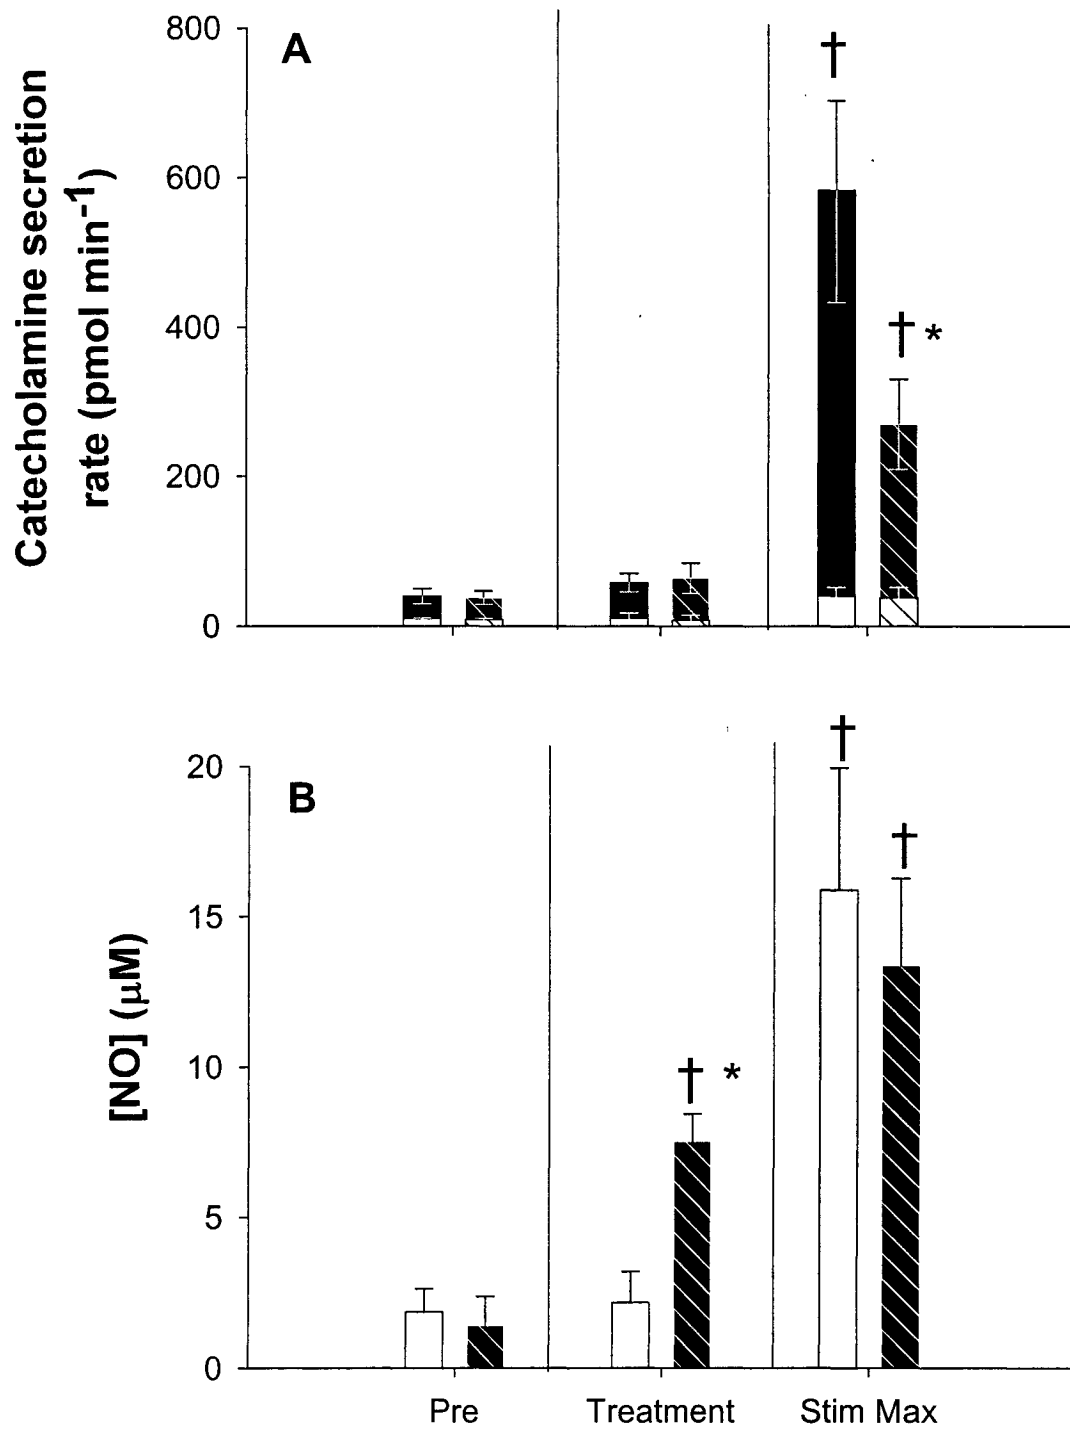 A
Catecholamine secretion
rate (pmol min⁻¹)
800
600
400
200
0
†
† *
B
[NO] (µM)
20
15
10
5
0
† *
†
†
Pre Treatment Stim Max